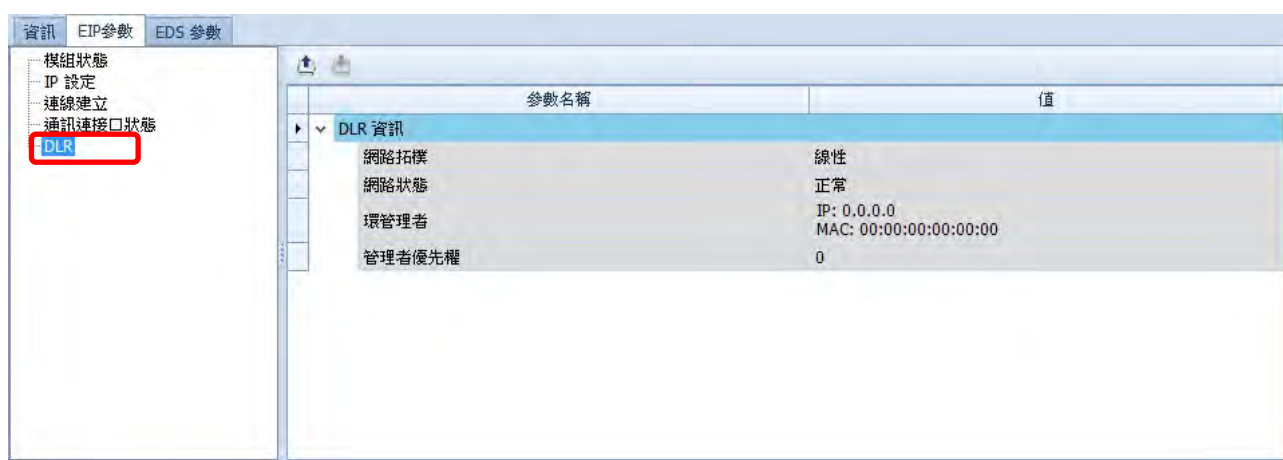 資訊 EIP參數 EDS 參數
模組狀態
IP 設定
連線建立
通訊連接口狀態
DLR
參數名稱 值
DLR 資訊
網路拓樸 線性
網路狀態 正常
環管理者 IP: 0.0.0.0
MAC: 00:00:00:00:00:00
管理者優先權 0